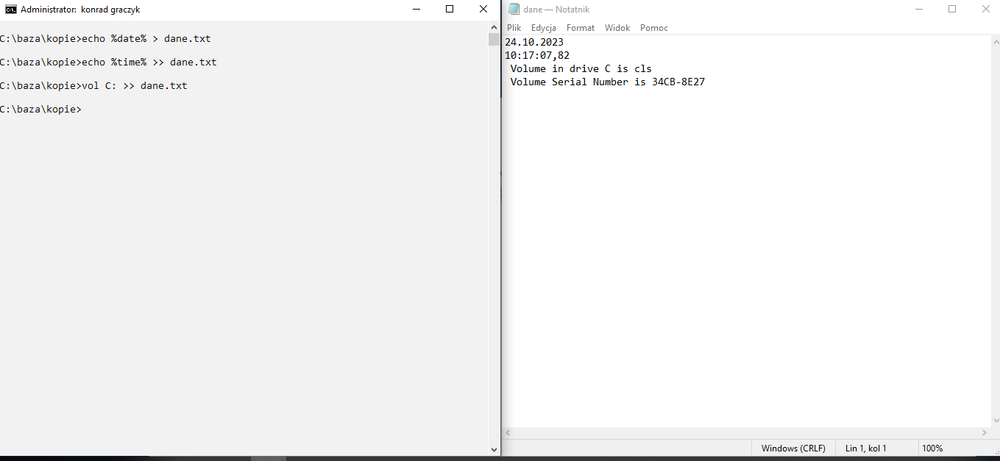 Administrator: konrad graczyk
C:\baza\kopie>echo %date% > dane.txt
C:\baza\kopie>echo %time% >> dane.txt
C:\baza\kopie>vol C: >> dane.txt
C:\baza\kopie>
dane — Notatnik
Plik Edycja Format Widok Pomoc
24.10.2023
10:17:07,82
Volume in drive C is cls
Volume Serial Number is 34CB-8E27
Windows (CRLF) Lin 1, kol 1 100%